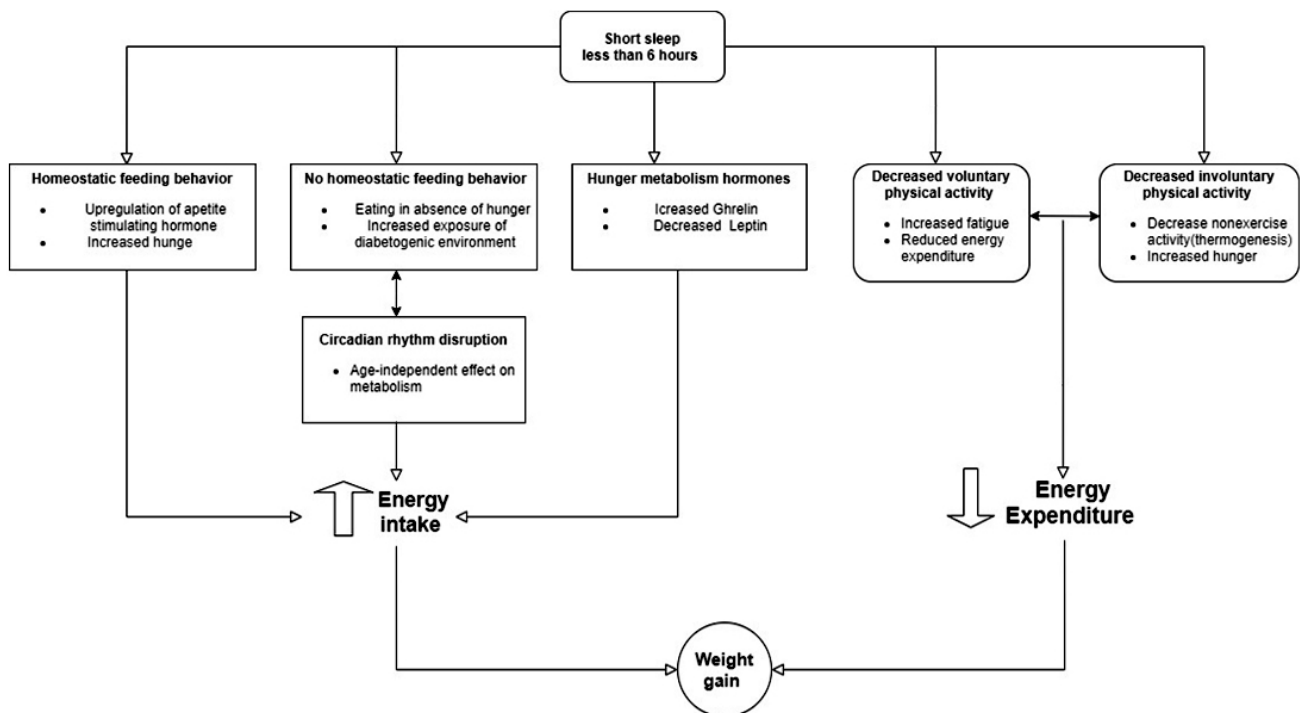 Short sleep
less than 6 hours
Homeostatic feeding behavior
Upregulation of apetite
stimulating hormone
Increased hunge
No homeostatic feeding behavior
Eating in absence of hunger
Increased exposure of
diabetogenic environment
Hunger metabolism hormones
Icreased Ghrelin
Decreased Leptin
Decreased voluntary
physical activity
Increased fatigue
Reduced energy
expenditure
Decreased involuntary
physical activity
Decrease nonexercise
activity(thermogenesis)
Increased hunger
Circadian rhythm disruption
Age-independent effect on
metabolism
Energy
intake
Energy
Expenditure
Weight
gain